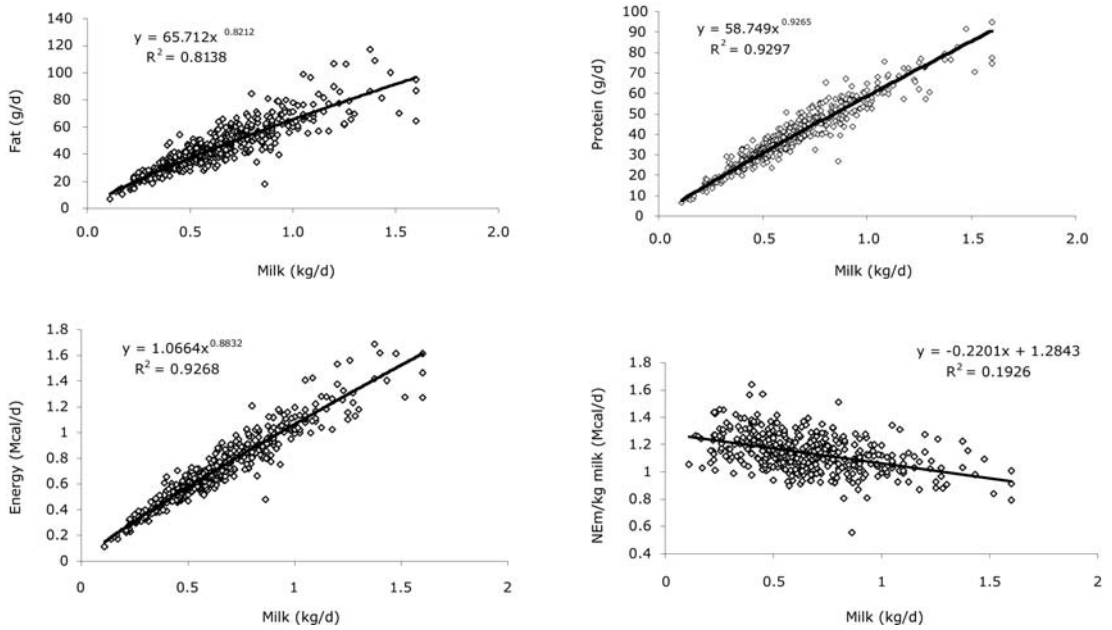 140
120
100
80
60
40
20
0
Fat (g/d)
y = 65.712x^0.8212
R² = 0.8138
0.0 0.5 1.0 1.5 2.0
Milk (kg/d)
100
90
80
70
60
50
40
30
20
10
0
Protein (g/d)
y = 58.749x^0.9265
R² = 0.9297
0.0 0.5 1.0 1.5 2.0
Milk (kg/d)
1.8
1.6
1.4
1.2
1
0.8
0.6
0.4
0.2
0
Energy (Mcal/d)
y = 1.0664x^0.8832
R² = 0.9268
0 0.5 1 1.5 2
Milk (kg/d)
1.8
1.6
1.4
1.2
1
0.8
0.6
0.4
NEm/kg milk (Mcal/d)
y = -0.2201x + 1.2843
R² = 0.1926
0 0.5 1 1.5 2
Milk (kg/d)